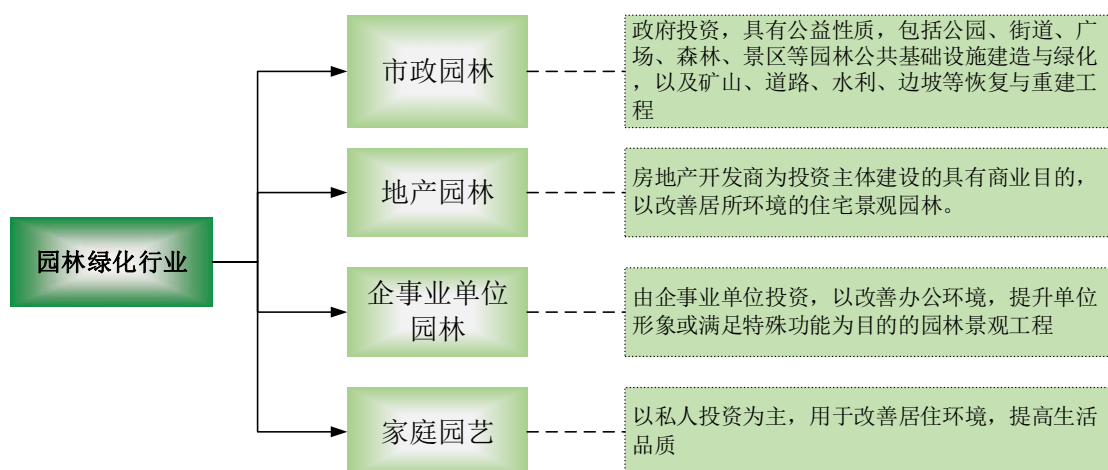 市政园林
政府投资，具有公益性质，包括公园、街道、广
场、森林、景区等园林公共基础设施建造与绿化
，以及矿山、道路、水利、边坡等恢复与重建工
程
地产园林
房地产开发商为投资主体建设的具有商业目的，
以改善居所环境的住宅景观园林。
园林绿化行业
企事业单位
园林
由企事业单位投资，以改善办公环境，提升单位
形象或满足特殊功能为目的的园林景观工程
家庭园艺
以私人投资为主，用于改善居住环境，提高生活
品质